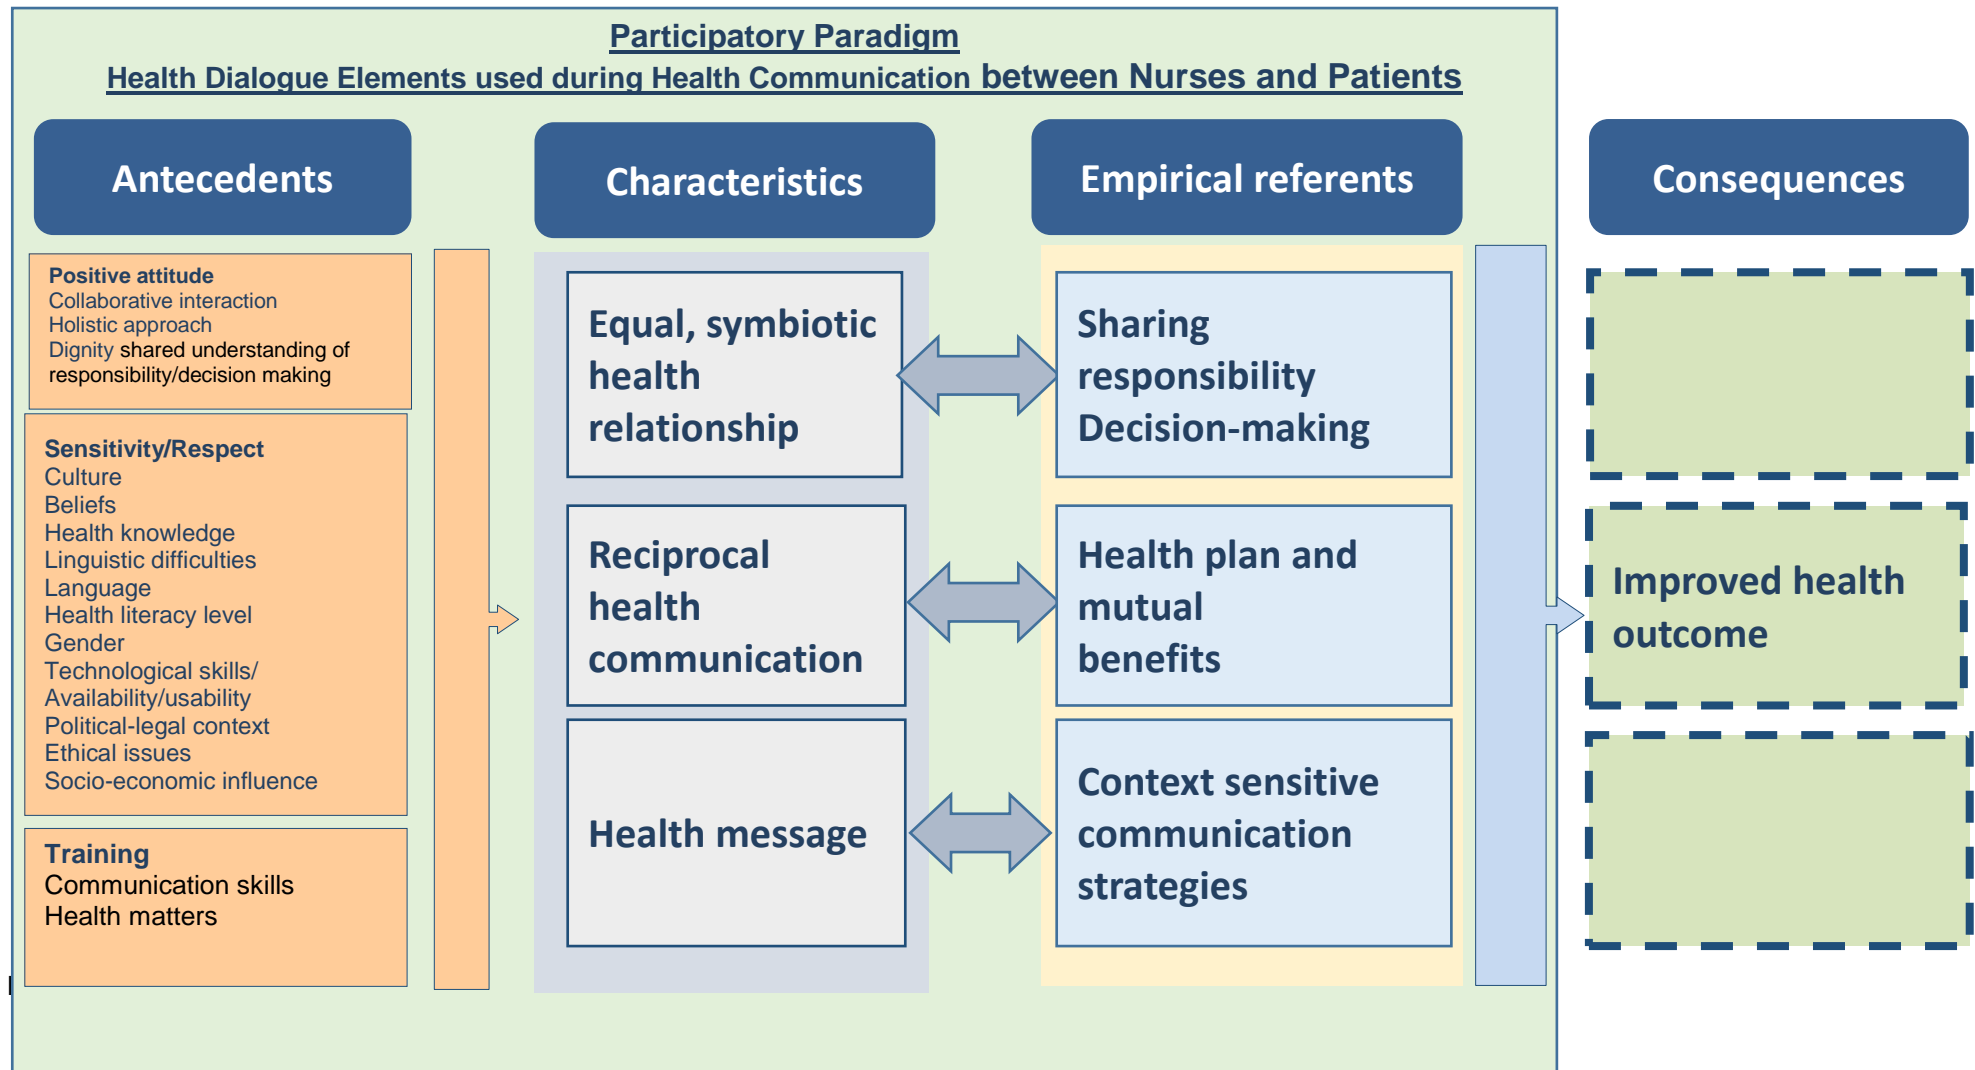 Participatory Paradigm
Health Dialogue Elements used during Health Communication between Nurses and Patients
Antecedents
Positive attitude
Collaborative interaction
Holistic approach
Dignity shared understanding of
responsibility/decision making
Sensitivity/Respect
Culture
Beliefs
Health knowledge
Linguistic difficulties
Language
Health literacy level
Gender
Technological skills/
Availability/usability
Political-legal context
Ethical issues
Socio-economic influence
Training
Communication skills
Health matters
Characteristics
Equal, symbiotic
health
relationship
Reciprocal
health
communication
Health message
Empirical referents
Sharing
responsibility
Decision-making
Health plan and
mutual
benefits
Context sensitive
communication
strategies
Consequences
Improved health
outcome